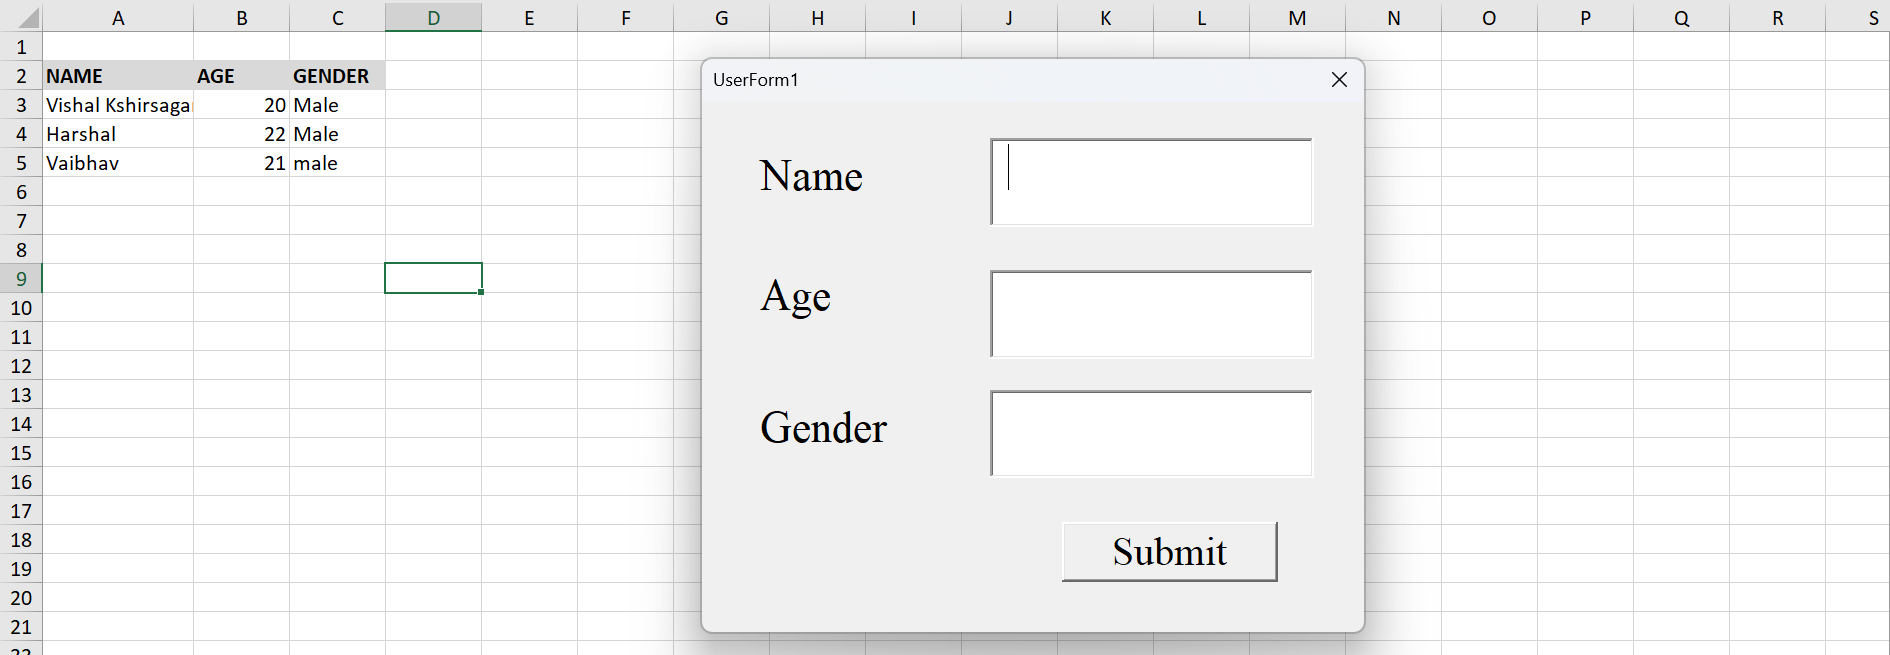 A B C D E F G H I J K L M N O P Q R S
1
2 NAME AGE GENDER
3 Vishal Kshirsagar 20 Male
4 Harshal 22 Male
5 Vaibhav 21 male
6
7
8
9
10
11
12
13
14
15
16
17
18
19
20
21
22
UserForm1
Name
Age
Gender
Submit